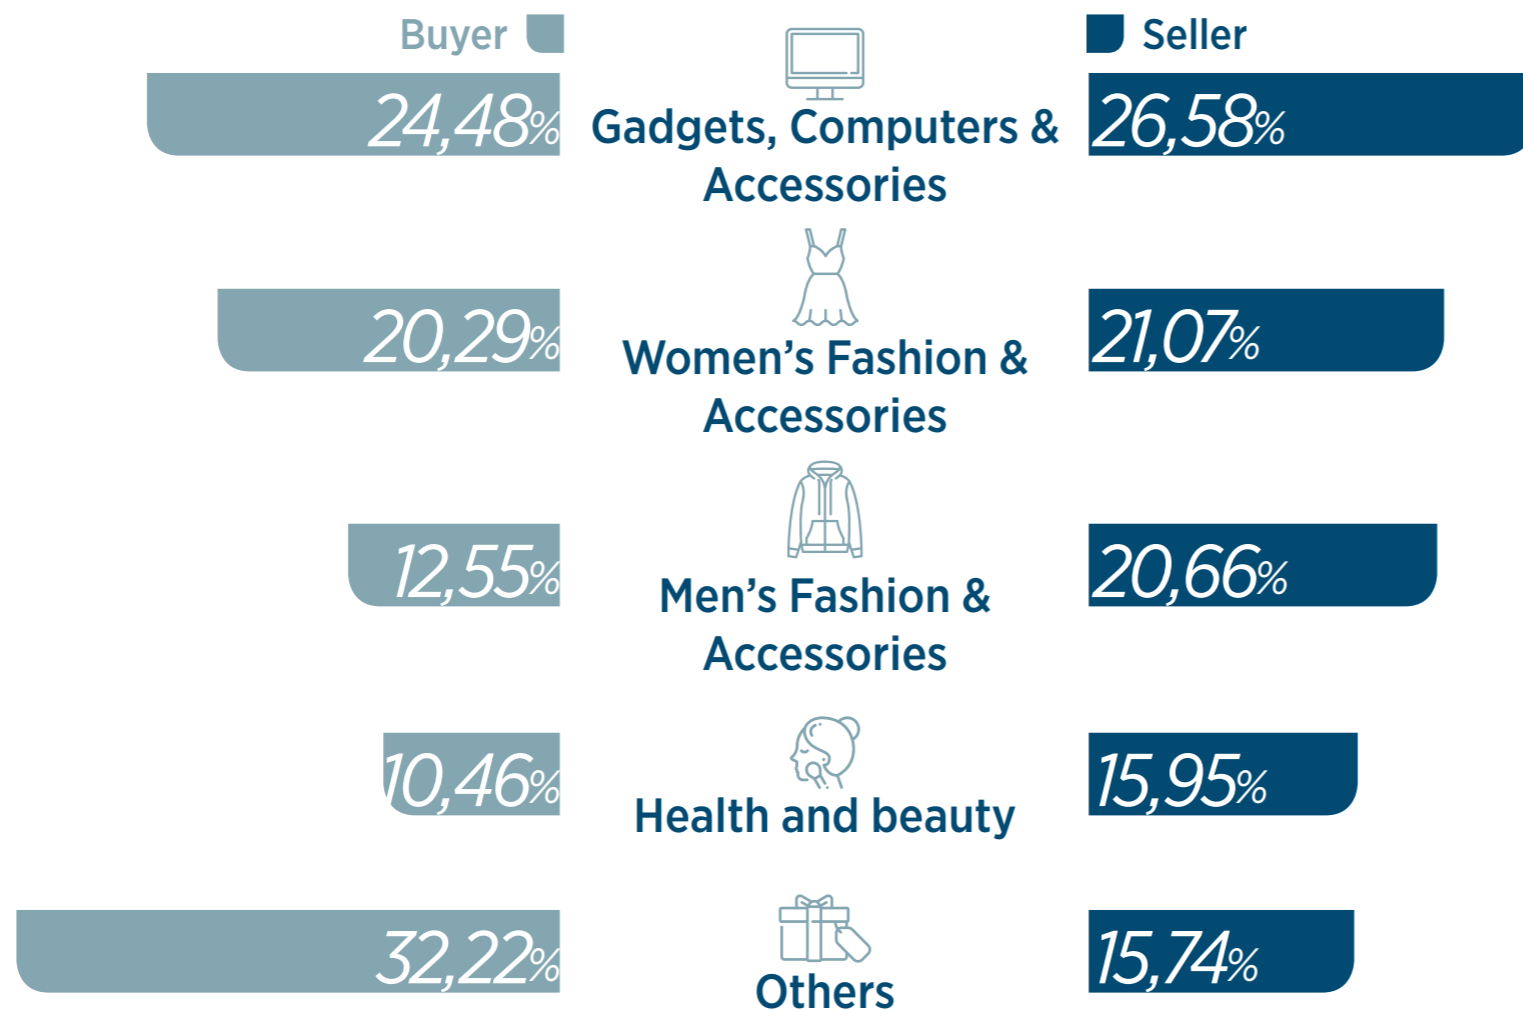 Buyer
Seller
24,48%
Gadgets, Computers &
Accessories
26,58%
20,29%
Women’s Fashion &
Accessories
21,07%
12,55%
Men’s Fashion &
Accessories
20,66%
10,46%
Health and beauty
15,95%
32,22%
Others
15,74%